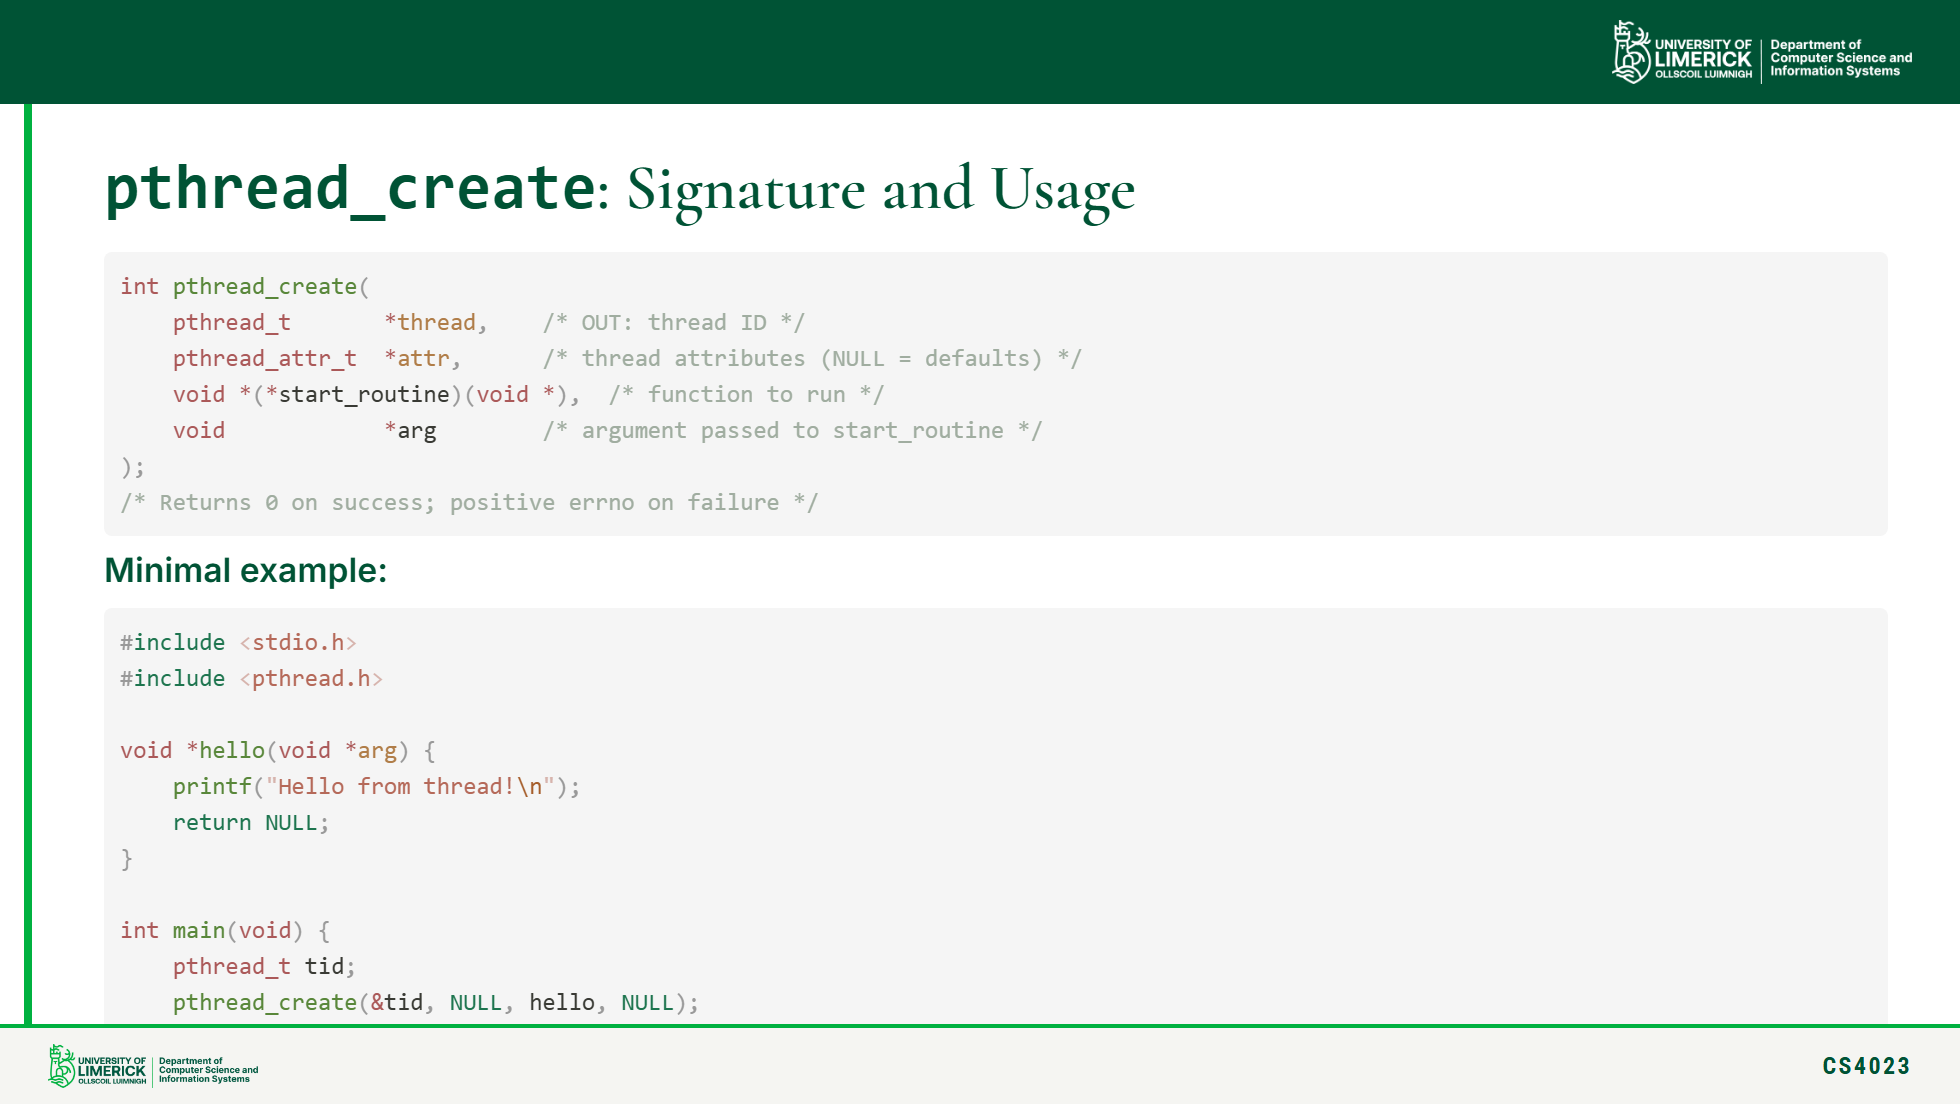 UNIVERSITY OF
LIMERICK
OLLSCOIL LUIMNIGH
Department of
Computer Science and
Information Systems
pthread_create: Signature and Usage
int pthread_create(
    pthread_t       *thread,    /* OUT: thread ID */
    pthread_attr_t  *attr,      /* thread attributes (NULL = defaults) */
    void *(*start_routine)(void *),  /* function to run */
    void            *arg        /* argument passed to start_routine */
);
/* Returns 0 on success; positive errno on failure */
Minimal example:
#include <stdio.h>
#include <pthread.h>
void *hello(void *arg) {
    printf("Hello from thread!\n");
    return NULL;
}
int main(void) {
    pthread_t tid;
    pthread_create(&tid, NULL, hello, NULL);
UNIVERSITY OF
LIMERICK
OLLSCOIL LUIMNIGH
Department of
Computer Science and
Information Systems
CS4023